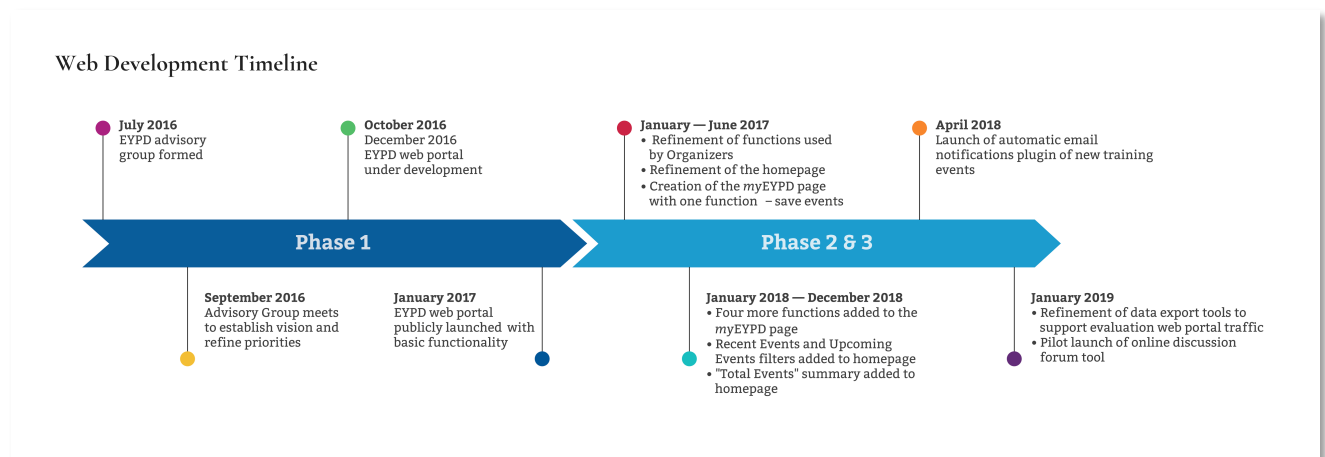 Web Development Timeline
July 2016
EYPD advisory
group formed
October 2016
December 2016
EYPD web portal
under development
January — June 2017
• Refinement of functions used
by Organizers
• Refinement of the homepage
• Creation of the myEYPD page
with one function – save events
April 2018
Launch of automatic email
notifications plugin of new training
events
Phase 1
Phase 2 & 3
September 2016
Advisory Group meets
to establish vision and
refine priorities
January 2017
EYPD web portal
publicly launched with
basic functionality
January 2018 — December 2018
• Four more functions added to the
myEYPD page
• Recent Events and Upcoming
Events filters added to homepage
• "Total Events" summary added to
homepage
January 2019
• Refinement of data export tools to
support evaluation web portal traffic
• Pilot launch of online discussion
forum tool